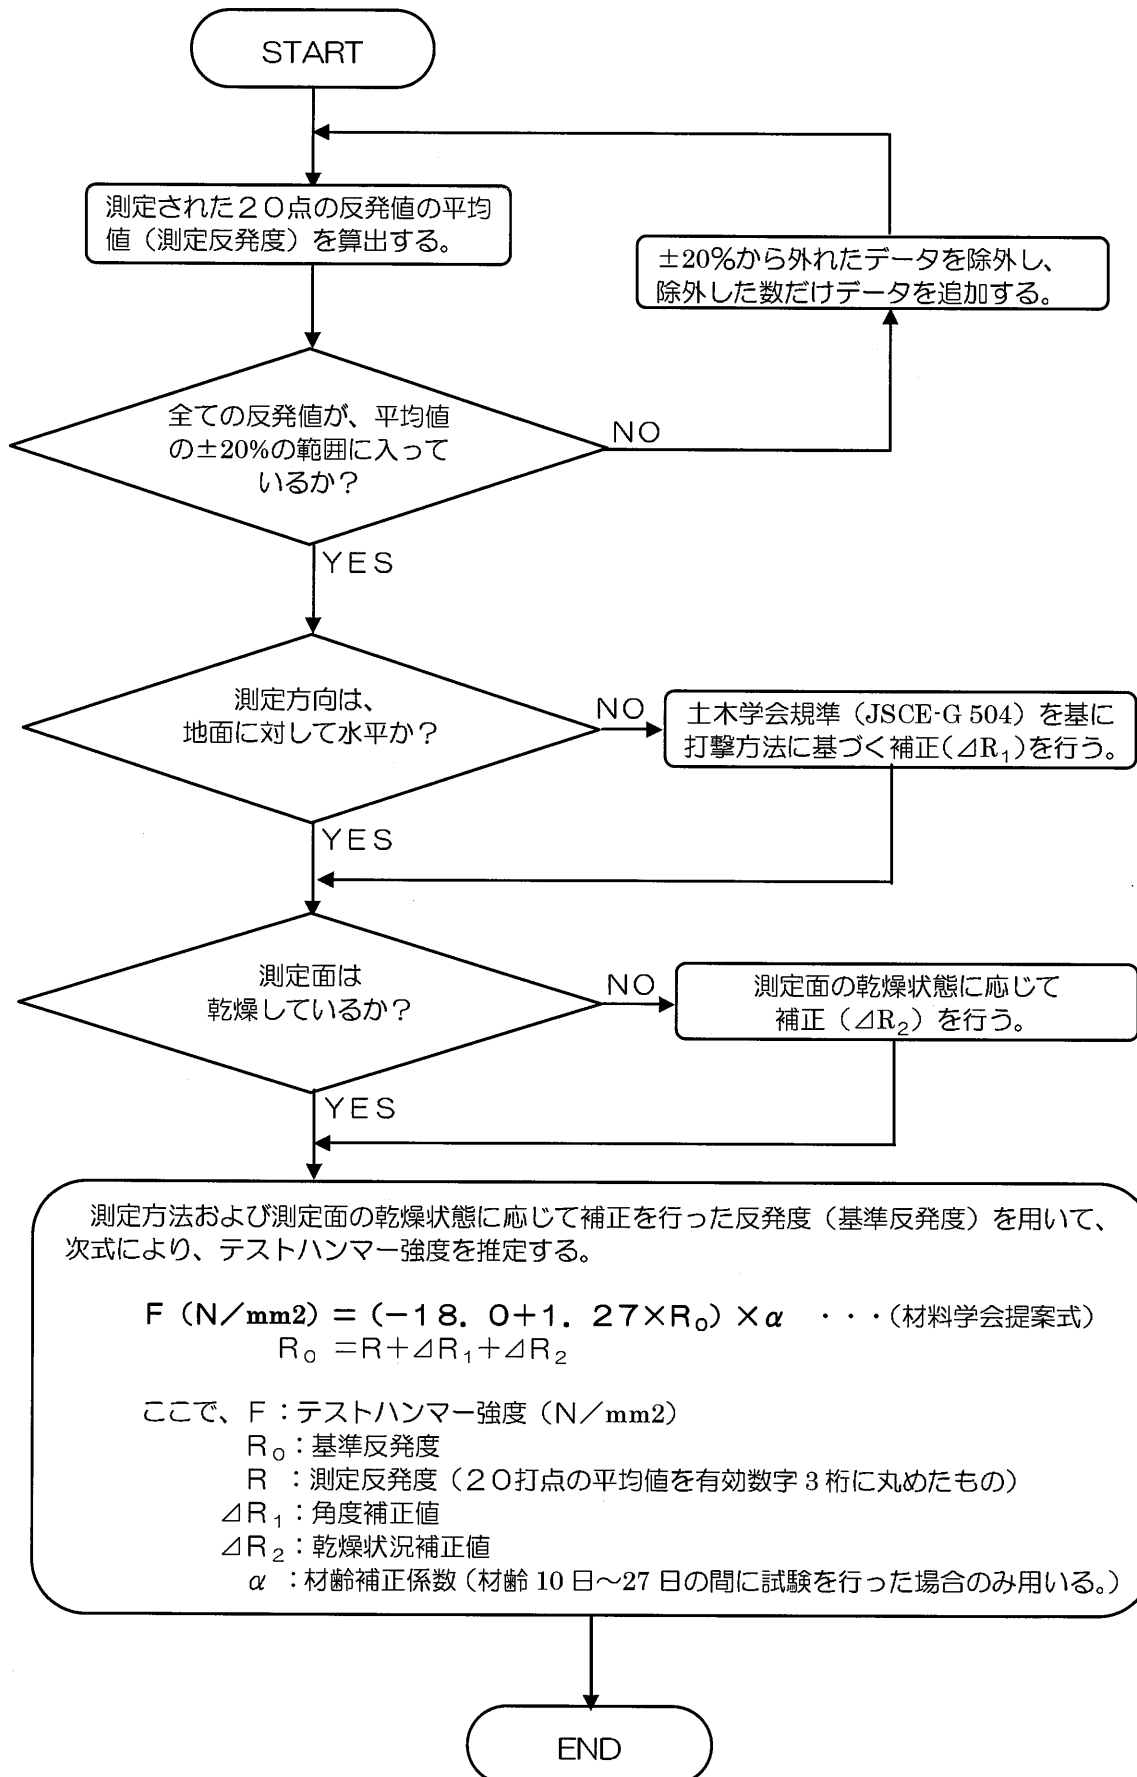 START
測定された20点の反発値の平均
値（測定反発度）を算出する。
±20%から外れたデータを除外し、
除外した数だけデータを追加する。
全ての反発値が、平均値
の±20%の範囲に入って
いるか？
NO
YES
測定方向は、
地面に対して水平か？
NO
土木学会規準（JSCE-G 504）を基に
打撃方法に基づく補正（⊿R₁）を行う。
YES
測定面は
乾燥しているか？
NO
測定面の乾燥状態に応じて
補正（⊿R₂）を行う。
YES
測定方法および測定面の乾燥状態に応じて補正を行った反発度（基準反発度）を用いて、
次式により、テストハンマー強度を推定する。
F（N／mm2）＝（－18．0＋1．27×R₀）×α ・・・（材料学会提案式）
R₀＝R＋⊿R₁＋⊿R₂
ここで、F：テストハンマー強度（N／mm2）
R₀：基準反発度
R ：測定反発度（20打点の平均値を有効数字3桁に丸めたもの）
⊿R₁：角度補正値
⊿R₂：乾燥状況補正値
α ：材齢補正係数（材齢10日～27日の間に試験を行った場合のみ用いる。）
END